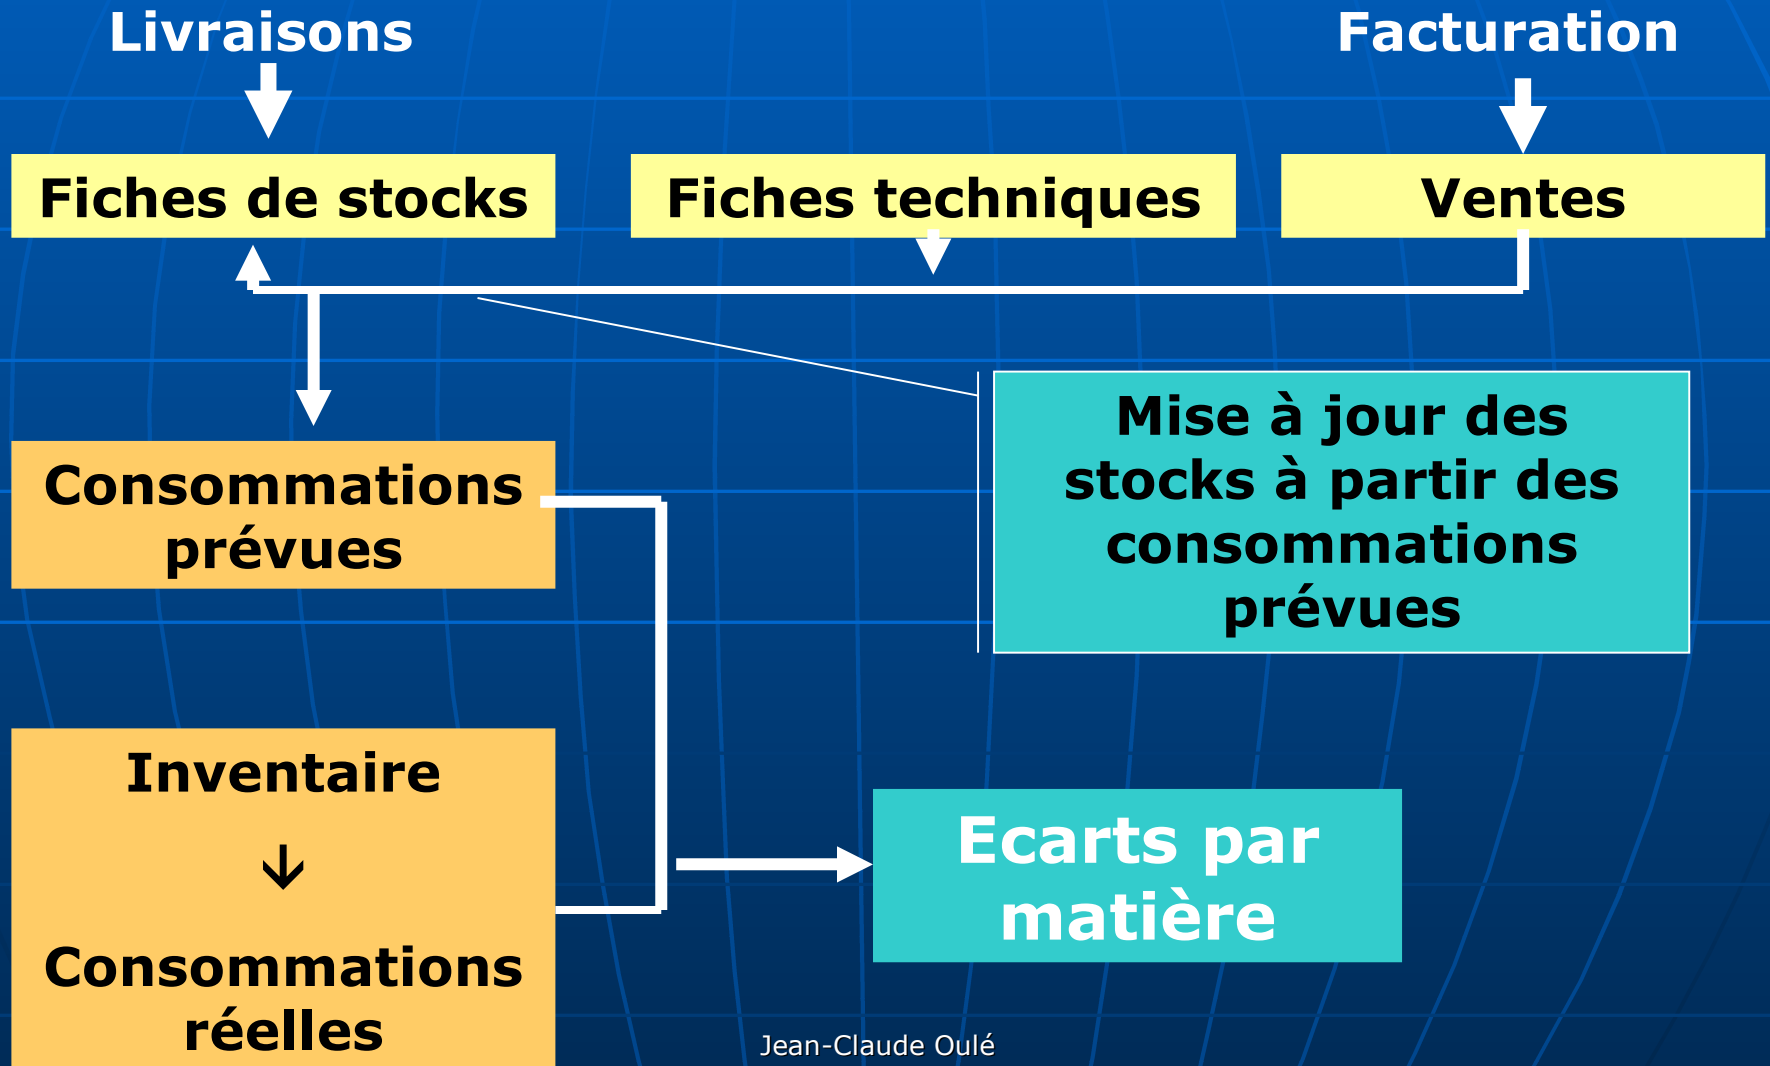 Livraisons
Facturation
Fiches de stocks
Fiches techniques
Ventes
Mise à jour des
stocks à partir des
consommations
prévues
Consommations
prévues
Inventaire
↓
Consommations
réelles
Ecarts par
matière
Jean-Claude Oulé